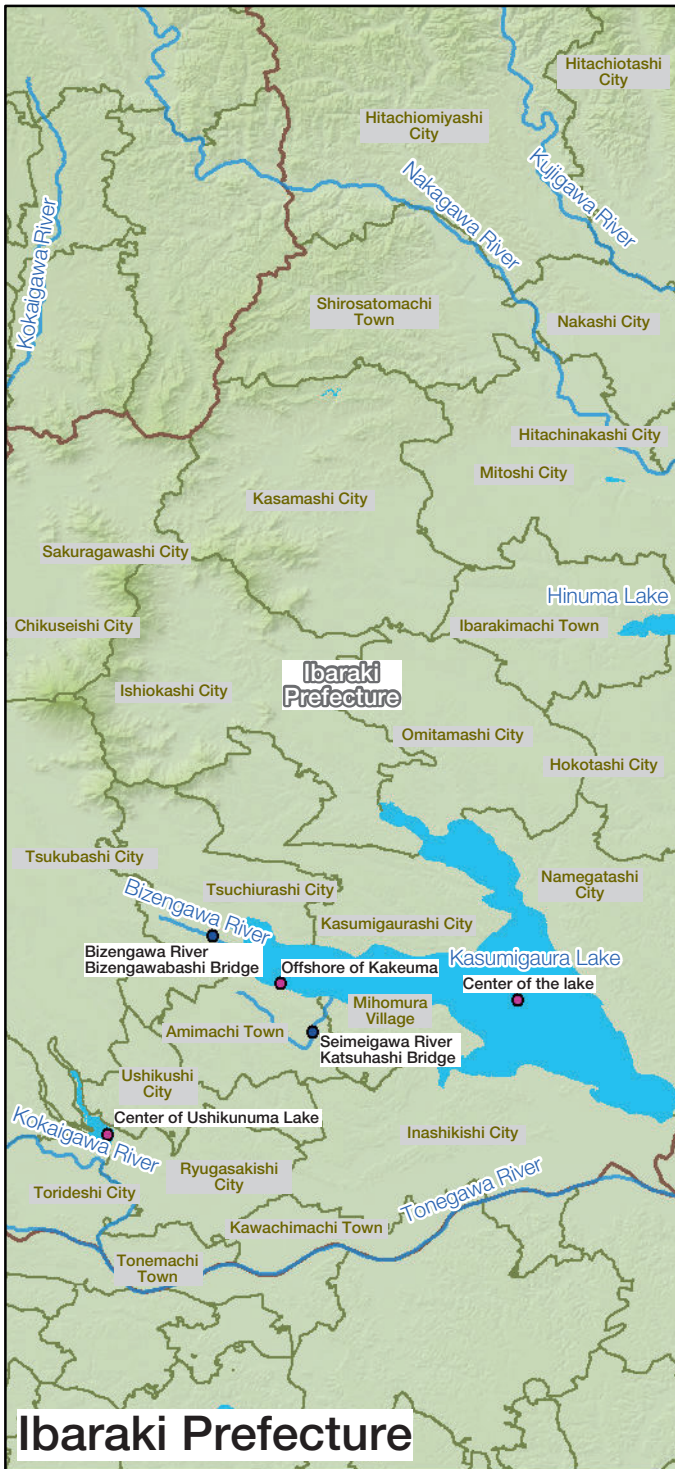 Hitachiotashi
City
Hitachiomiyashi
City
Nakagawa River
Kujigawa River
Kokaigawa River
Shirosatomachi
Town
Nakashi City
Hitachinakashi City
Mitoshi City
Kasamashi City
Sakuragawashi City
Hinuma Lake
Chikuseishi City
Ibarakimachi Town
Ibaraki
Prefecture
Ishiokashi City
Omitamashi City
Hokotashi City
Tsukubashi City
Tsuchiurashi City
Namegatashi
City
Bizengawa River
Kasumigaurashi City
Bizengawa River
Bizengawabashi Bridge
Offshore of Kakeuma
Kasumigaura Lake
Center of the lake
Mihomura
Village
Amimachi Town
Seimeigawa River
Katsuhashi Bridge
Ushikushi
City
Center of Ushikunuma Lake
Kokaigawa River
Inashikishi City
Ryugasakishi
City
Torideshi City
Tonegawa River
Kawachimachi Town
Tonemachi
Town
Ibaraki Prefecture